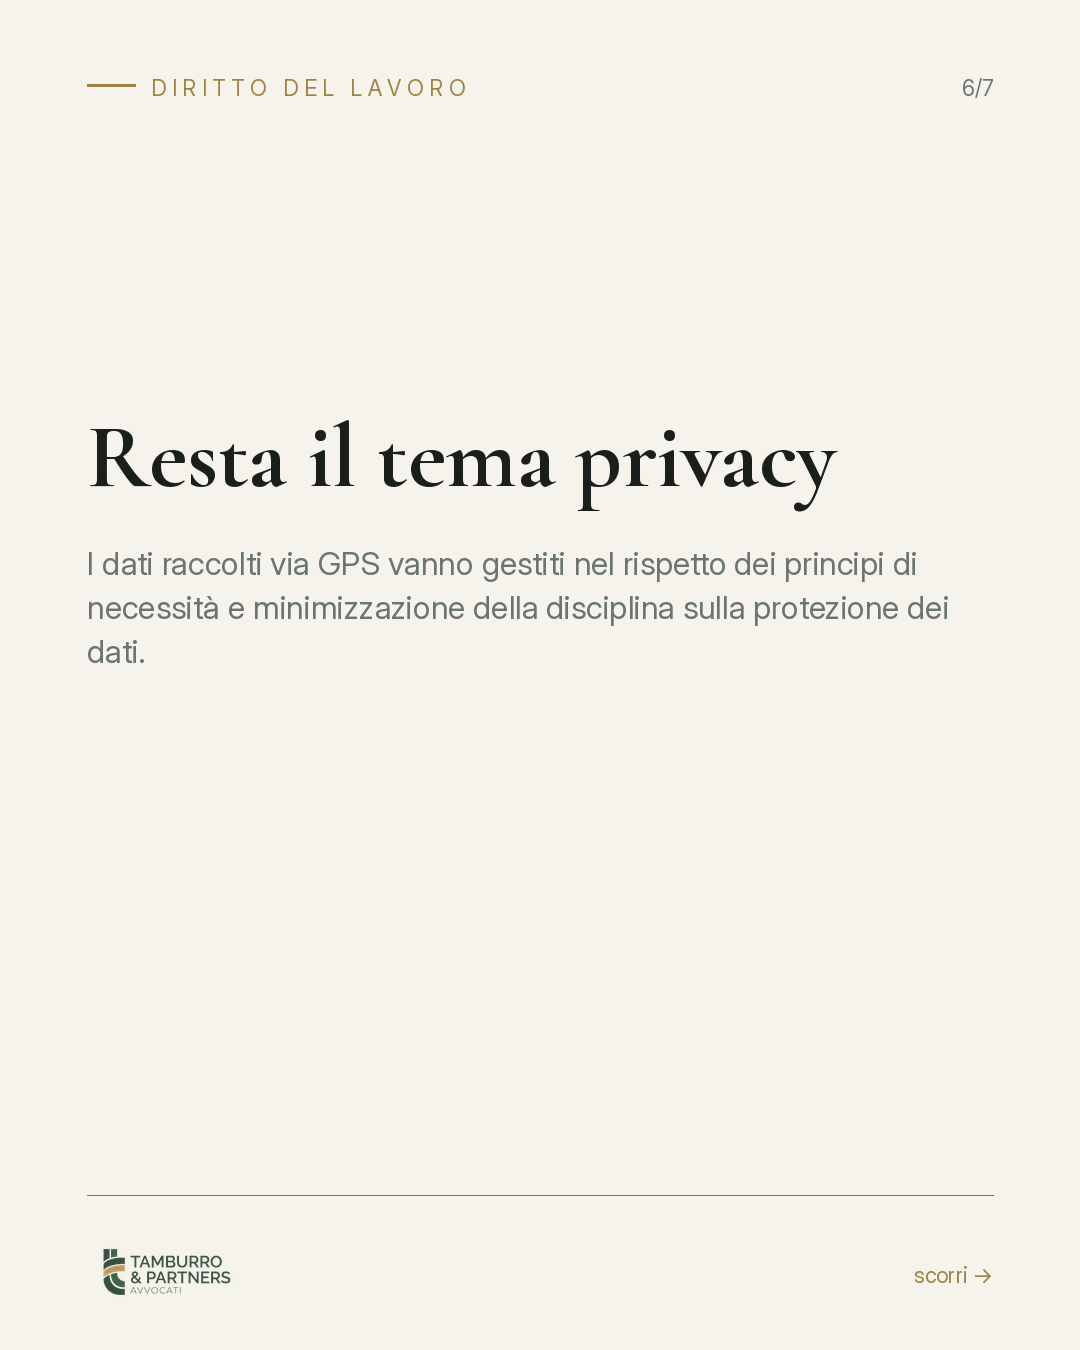 DIRITTO DEL LAVORO
6/7
Resta il tema privacy
I dati raccolti via GPS vanno gestiti nel rispetto dei principi di
necessità e minimizzazione della disciplina sulla protezione dei
dati.
TAMBURRO
& PARTNERS
AVVOCATI
scorri →